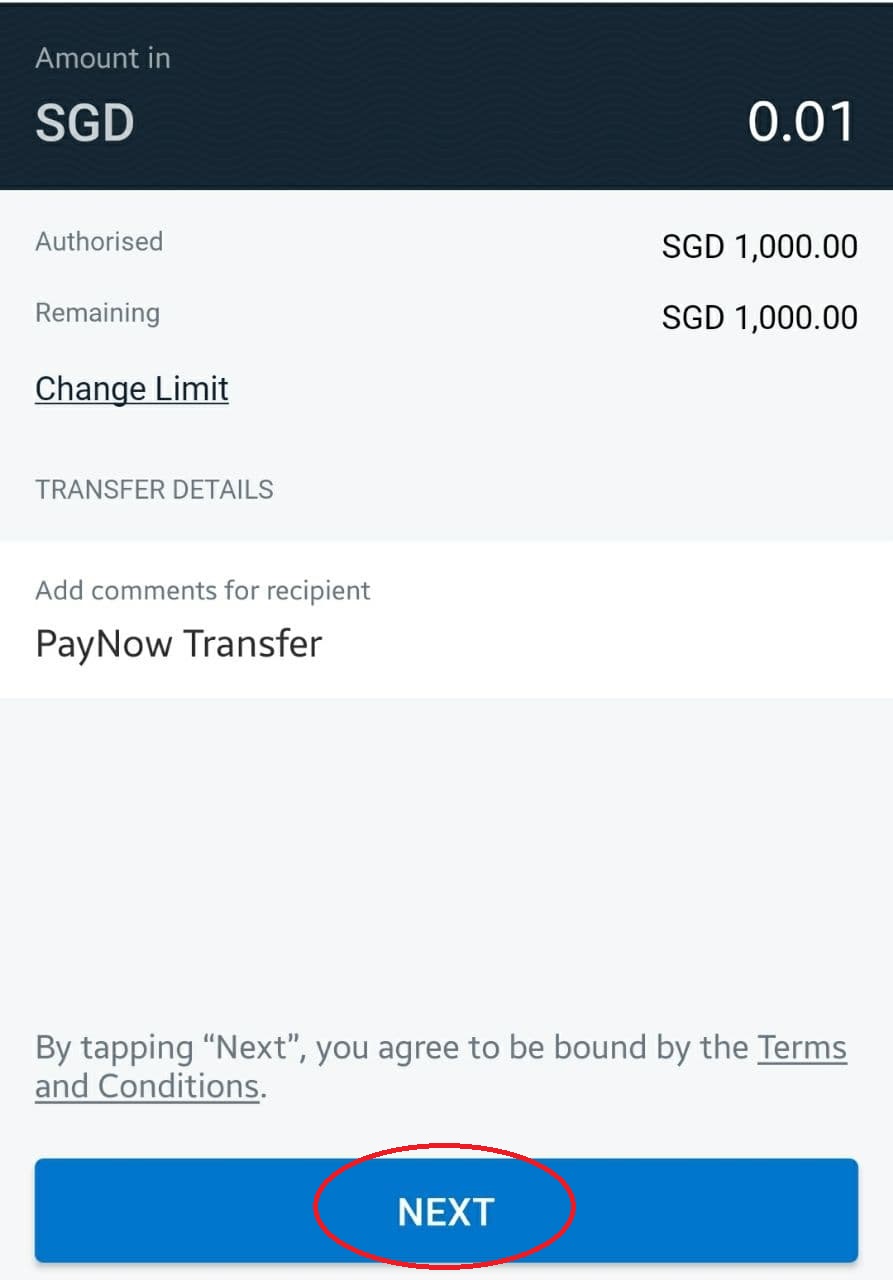 Amount in
SGD 0.01
Authorised SGD 1,000.00
Remaining SGD 1,000.00
Change Limit
TRANSFER DETAILS
Add comments for recipient
PayNow Transfer
By tapping “Next”, you agree to be bound by the Terms
and Conditions.
NEXT